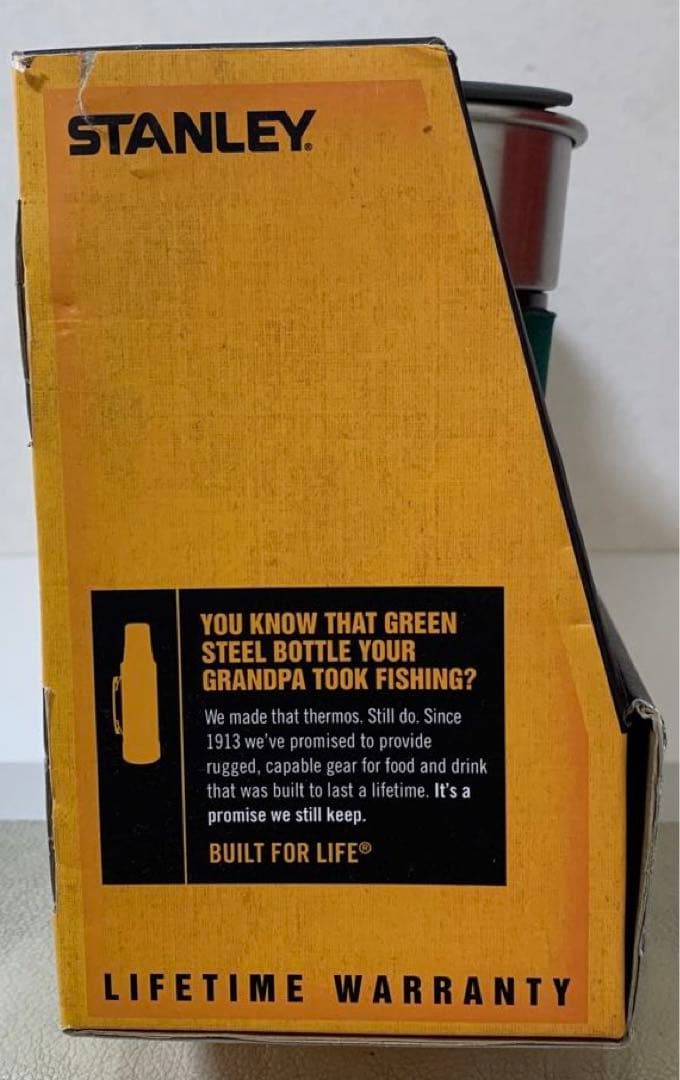 STANLEY®
YOU KNOW THAT GREEN
STEEL BOTTLE YOUR
GRANDPA TOOK FISHING?
We made that thermos. Still do. Since
1913 we've promised to provide
rugged, capable gear for food and drink
that was built to last a lifetime. It's a
promise we still keep.
BUILT FOR LIFE®
LIFETIME WARRANTY